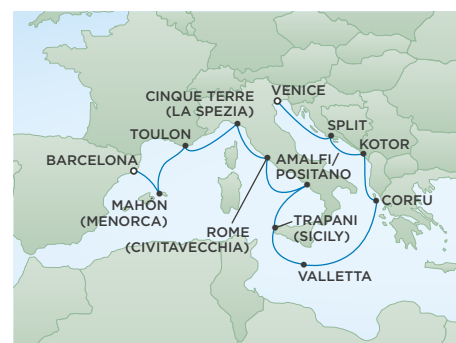 VENICE
CINQUE TERRE
(LA SPEZIA)
SPLIT
TOULON
KOTOR
BARCELONA
AMALFI/
POSITANO
CORFU
MAHÓN
(MENORCA)
ROME
(CIVITAVECCHIA)
TRAPANI
(SICILY)
VALLETTA